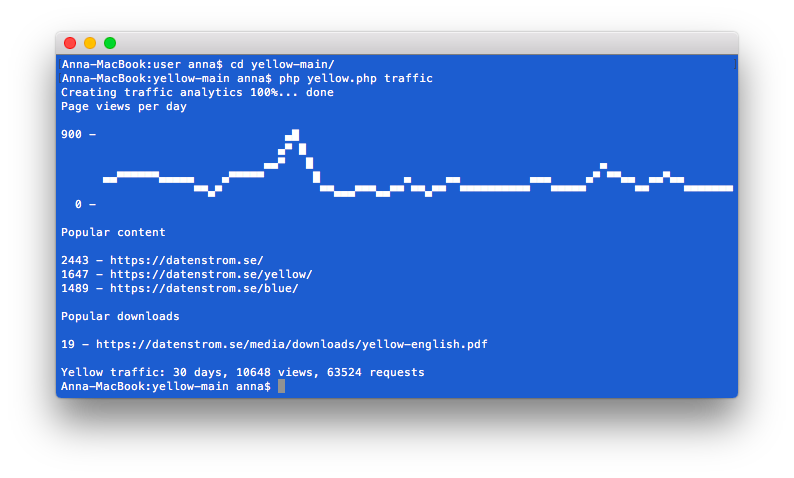 Anna-MacBook:user anna$ cd yellow-main/
Anna-MacBook:yellow-main anna$ php yellow.php traffic
Creating traffic analytics 100%... done
Page views per day
900 -
0 -
Popular content
2443 - https://datenstrom.se/
1647 - https://datenstrom.se/yellow/
1489 - https://datenstrom.se/blue/
Popular downloads
19 - https://datenstrom.se/media/downloads/yellow-english.pdf
Yellow traffic: 30 days, 10648 views, 63524 requests
Anna-MacBook:yellow-main anna$